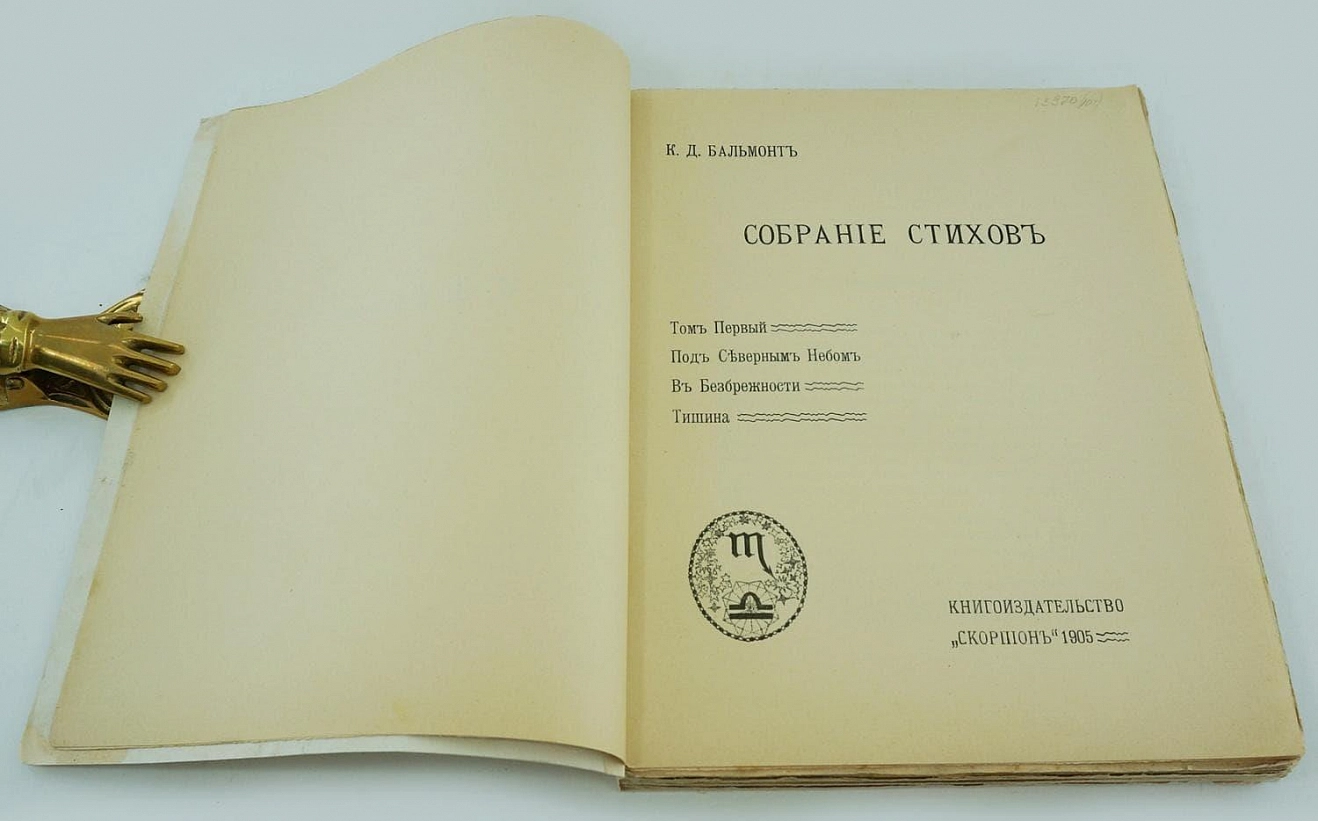 К. Д. БАЛЬМОНТЪ
СОБРАНІЕ СТИХОВЪ
Томъ Первый
Подъ Сѣвернымъ Небомъ
Въ Безбрежности
Тишина
КНИГОИЗДАТЕЛЬСТВО
„СКОРПІОНЪ“ 1905